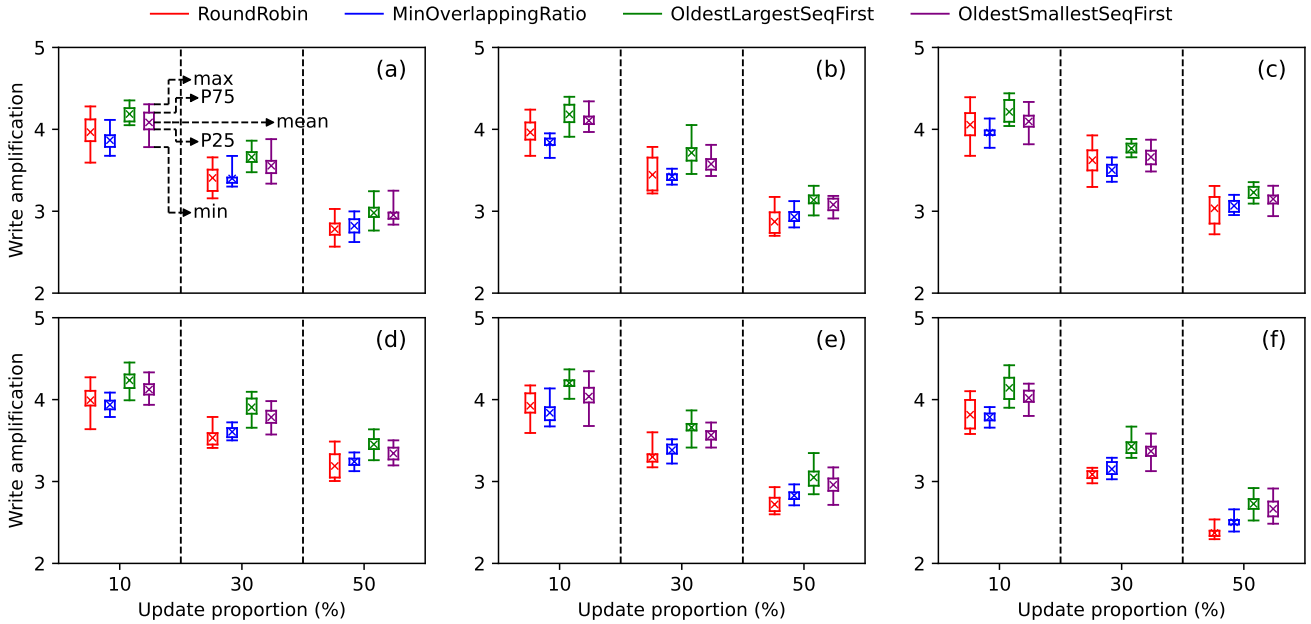 RoundRobin MinOverlappingRatio OldestLargestSeqFirst OldestSmallestSeqFirst
5 4 3 2
Write amplification
(a)
max
P75
mean
P25
min
5 4 3 2
(b)
5 4 3 2
(c)
5 4 3 2
Write amplification
(d)
10 30 50
Update proportion (%)
5 4 3 2
(e)
10 30 50
Update proportion (%)
5 4 3 2
(f)
10 30 50
Update proportion (%)